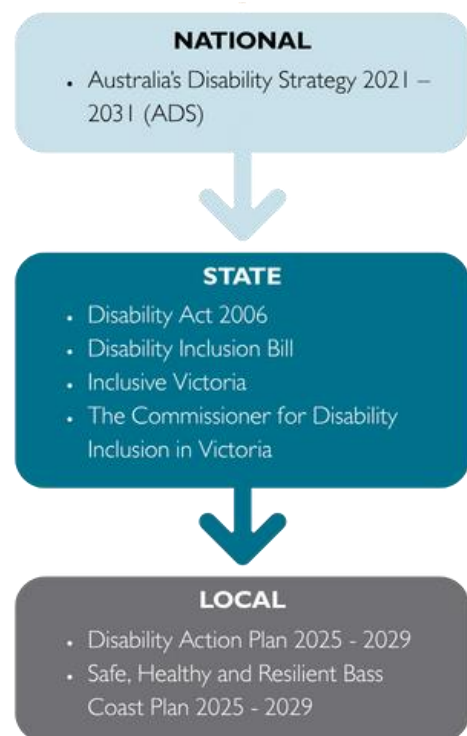 NATIONAL
• Australia's Disability Strategy 2021 –
2031 (ADS)
STATE
• Disability Act 2006
• Disability Inclusion Bill
• Inclusive Victoria
• The Commissioner for Disability
Inclusion in Victoria
LOCAL
• Disability Action Plan 2025 - 2029
• Safe, Healthy and Resilient Bass
Coast Plan 2025 - 2029